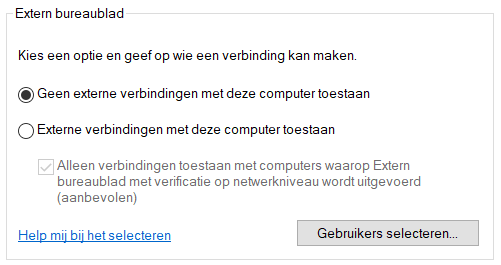 Extern bureaublad
Kies een optie en geef op wie een verbinding kan maken.
Geen externe verbindingen met deze computer toestaan
Externe verbindingen met deze computer toestaan
Alleen verbindingen toestaan met computers waarop Extern
bureaublad met verificatie op netwerkniveau wordt uitgevoerd
(aanbevolen)
Help mij bij het selecteren
Gebruikers selecteren...